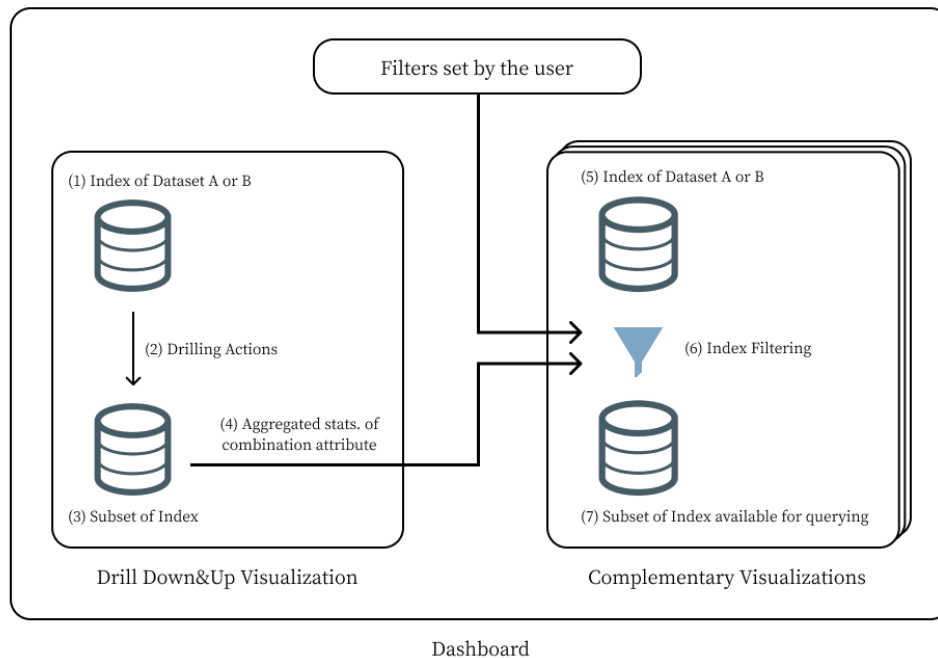 Filters set by the user
(1) Index of Dataset A or B
(2) Drilling Actions
(4) Aggregated stats. of
combination attribute
(3) Subset of Index
Drill Down&Up Visualization
(5) Index of Dataset A or B
(6) Index Filtering
(7) Subset of Index available for querying
Complementary Visualizations
Dashboard